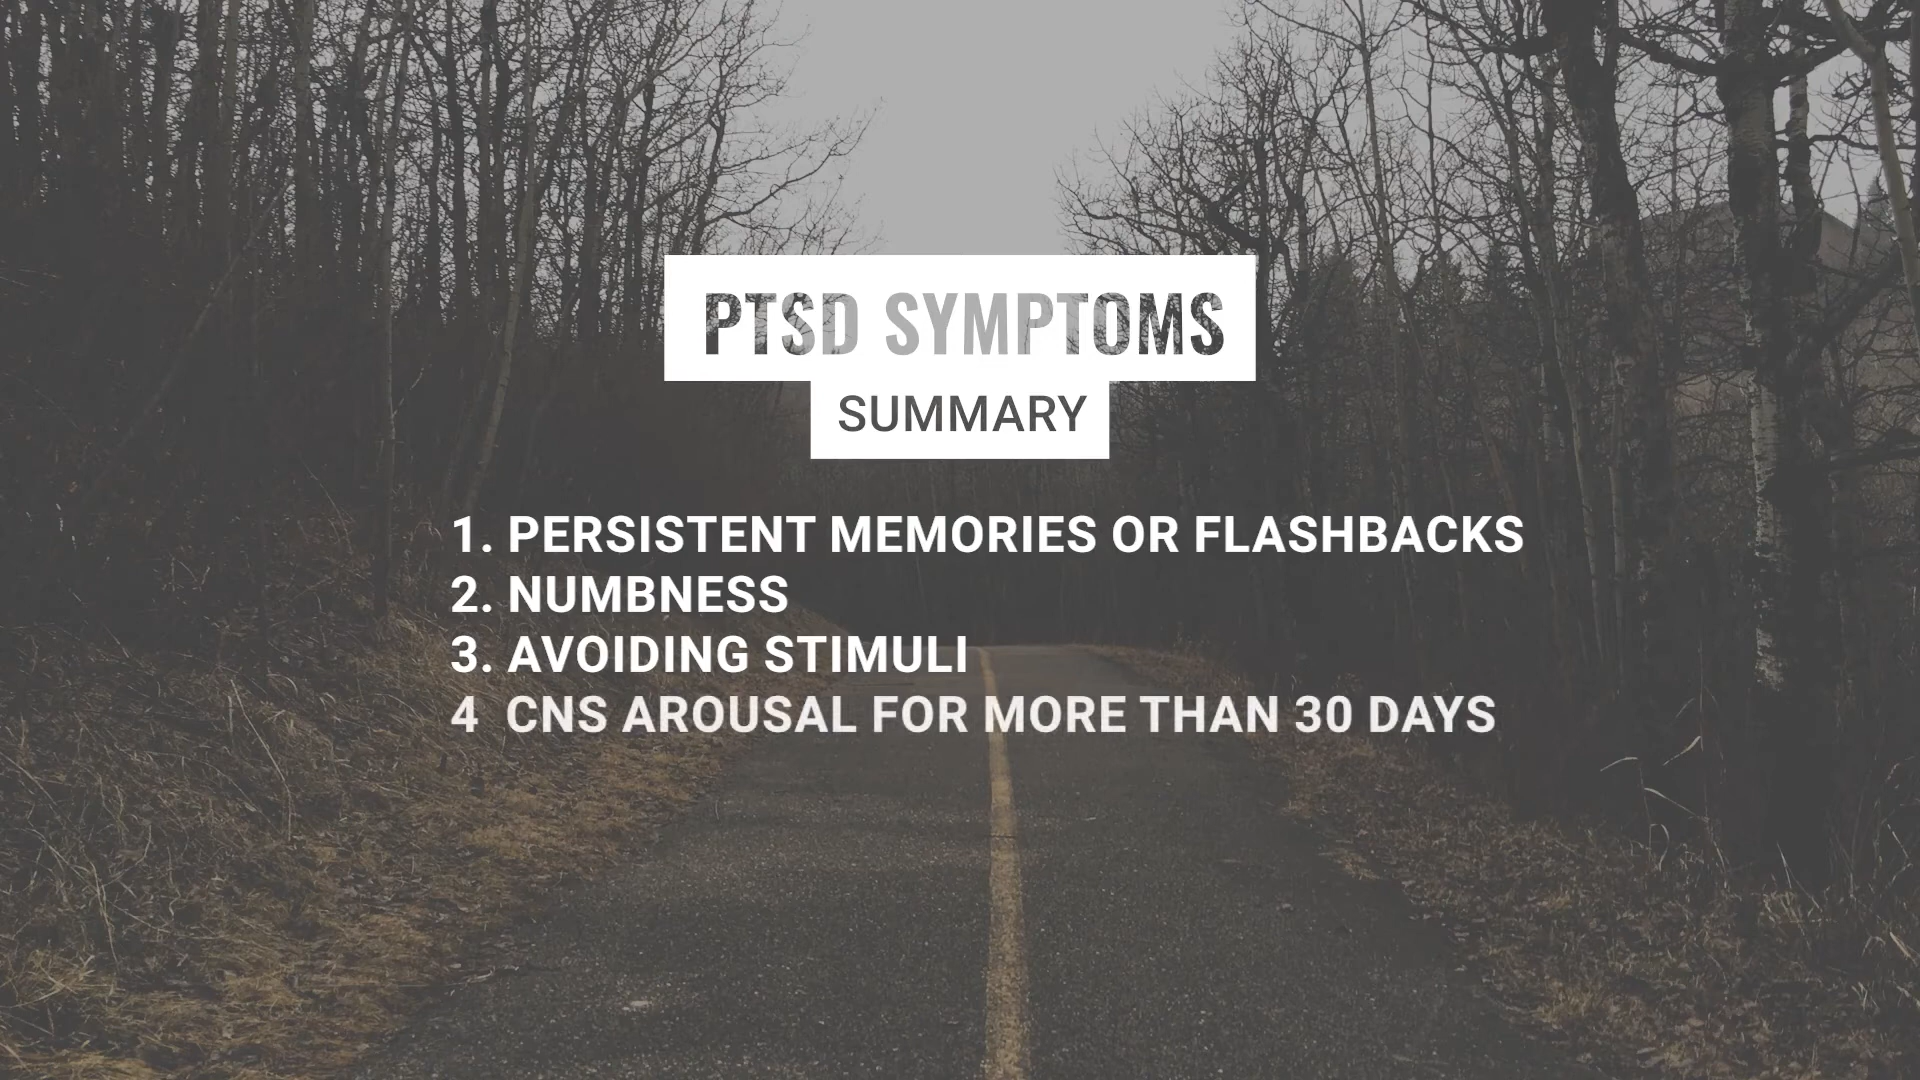 PTSD SYMPTOMS
SUMMARY
1. PERSISTENT MEMORIES OR FLASHBACKS
2. NUMBNESS
3. AVOIDING STIMULI
4 CNS AROUSAL FOR MORE THAN 30 DAYS